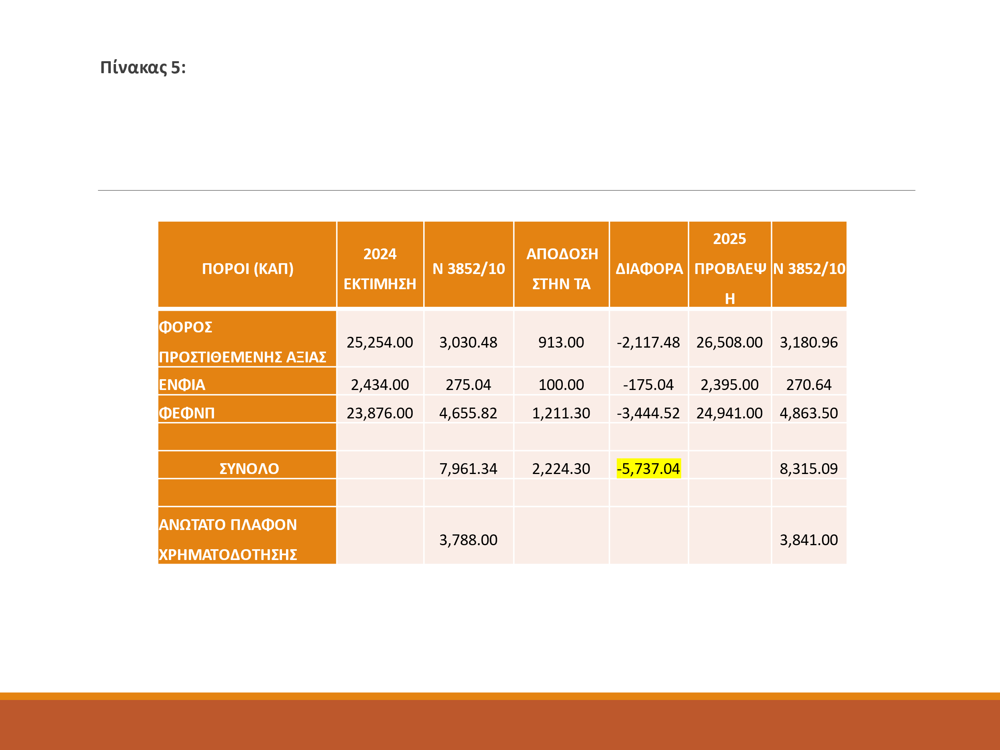 Πίνακας 5:
ΠΟΡΟΙ (ΚΑΠ) 2024 ΕΚΤΙΜΗΣΗ Ν 3852/10 ΑΠΟΔΟΣΗ ΣΤΗΝ ΤΑ ΔΙΑΦΟΡΑ 2025 ΠΡΟΒΛΕΨΗ Ν 3852/10
ΦΟΡΟΣ ΠΡΟΣΤΙΘΕΜΕΝΗΣ ΑΞΙΑΣ 25,254.00 3,030.48 913.00 -2,117.48 26,508.00 3,180.96
ΕΝΦΙΑ 2,434.00 275.04 100.00 -175.04 2,395.00 270.64
ΦΕΦΝΠ 23,876.00 4,655.82 1,211.30 -3,444.52 24,941.00 4,863.50
ΣΥΝΟΛΟ 7,961.34 2,224.30 -5,737.04 8,315.09
ΑΝΩΤΑΤΟ ΠΛΑΦΟΝ ΧΡΗΜΑΤΟΔΟΤΗΣΗΣ 3,788.00 3,841.00